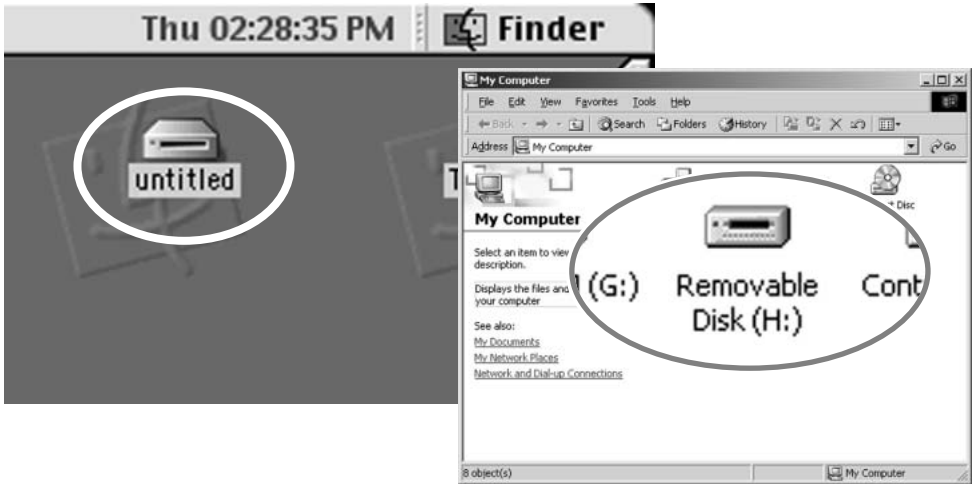 Thu 02:28:35 PM Finder
untitled
My Computer
File Edit View Favorites Tools Help
Back Search Folders History
Address My Computer Go
My Computer
Select an item to view
description.
Displays the files and
your computer
See also:
My Documents
My Network Places
Network and Dial-up Connections
Disc
(G:)
Removable
Disk (H:)
Cont
8 object(s)
My Computer